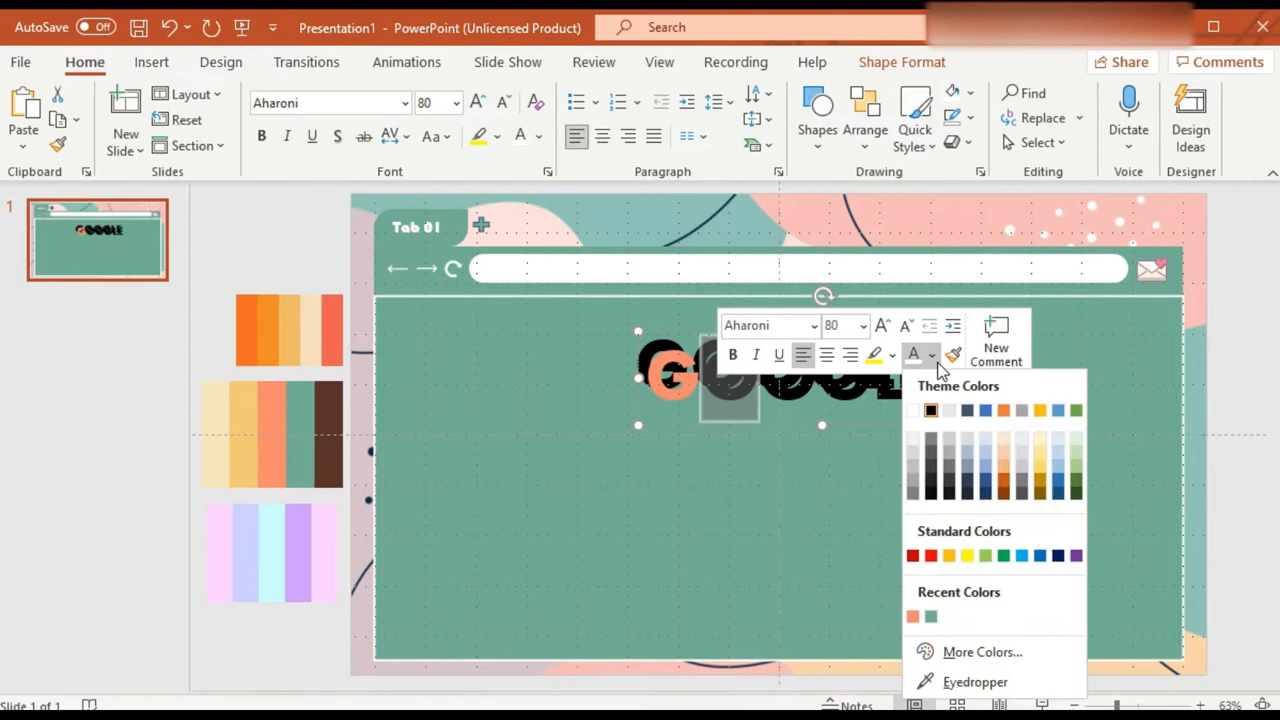 AutoSave Off Presentation1 - PowerPoint (Unlicensed Product) Search
File Home Insert Design Transitions Animations Slide Show Review View Recording Help Shape Format Share Comments
Paste
New
Slide
Layout
Reset
Section
Aharoni 80
Shapes
Arrange
Quick
Styles
Find
Replace
Select
Dictate
Design
Ideas
Clipboard Slides Font Paragraph Drawing Editing Voice Designer
1
GOOGLE
Tab 01
Aharoni 80
B I U A
New
Comment
GOOGL
Theme Colors
Standard Colors
Recent Colors
More Colors...
Eyedropper
Slide 1 of 1 Notes 63%